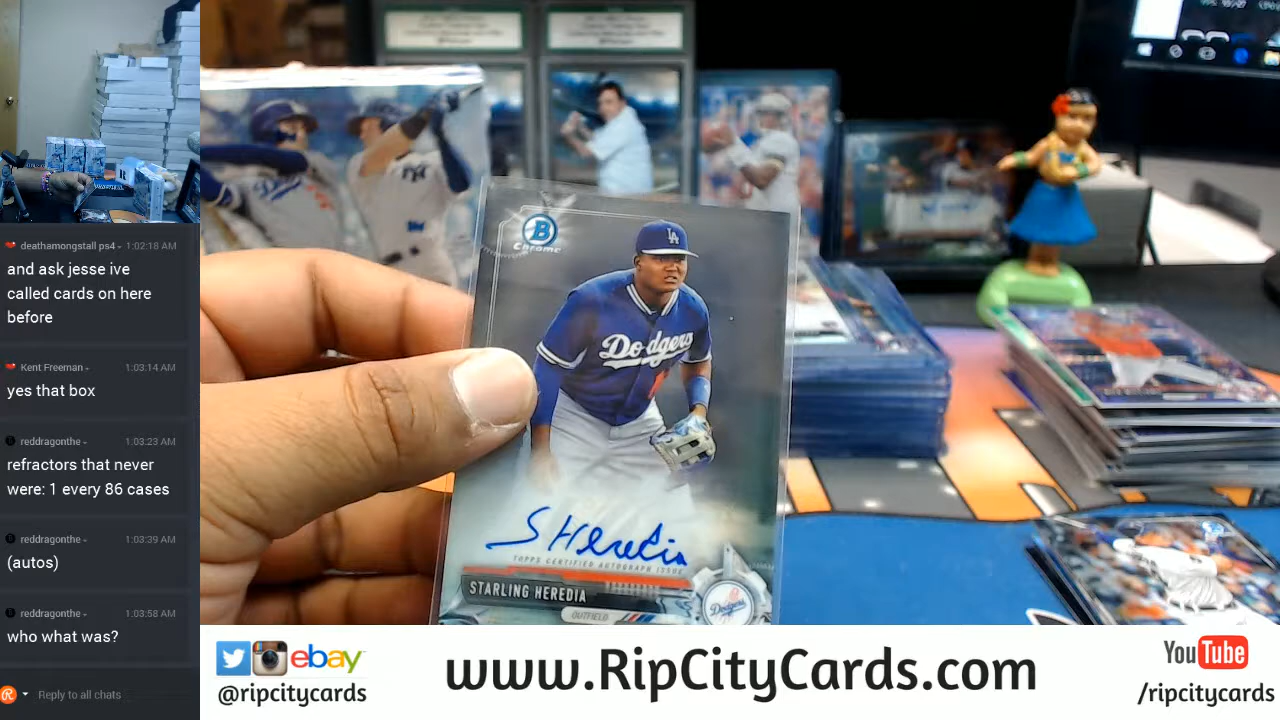 deathamongstall ps4
1:02:18 AM
and ask jesse ive
called cards on here
before
Kent Freeman
1:03:14 AM
yes that box
reddragonthe
1:03:23 AM
refractors that never
were: 1 every 86 cases
reddragonthe
1:03:39 AM
(autos)
reddragonthe
1:03:58 AM
who what was?
Reply to all chats
B
Chrome
LA
Dodgers
S Heredia
TOPPS CERTIFIED AUTOGRAPH ISSUE
STARLING HEREDIA
OUTFIELD
Dodgers
ebay
@ripcitycards
www.RipCityCards.com
YouTube
/ripcitycards